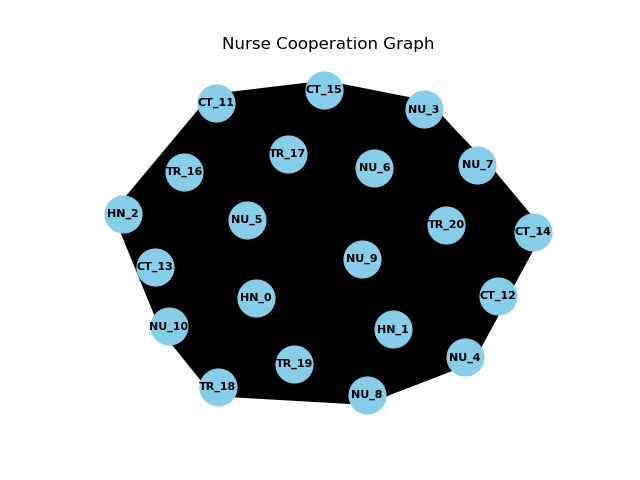 Nurse Cooperation Graph
CT_15
CT_11
NU_3
TR_17
NU_7
NU_6
TR_16
HN_2
NU_5
TR_20
CT_14
NU_9
CT_13
CT_12
HN_0
NU_10
HN_1
NU_4
TR_19
TR_18
NU_8